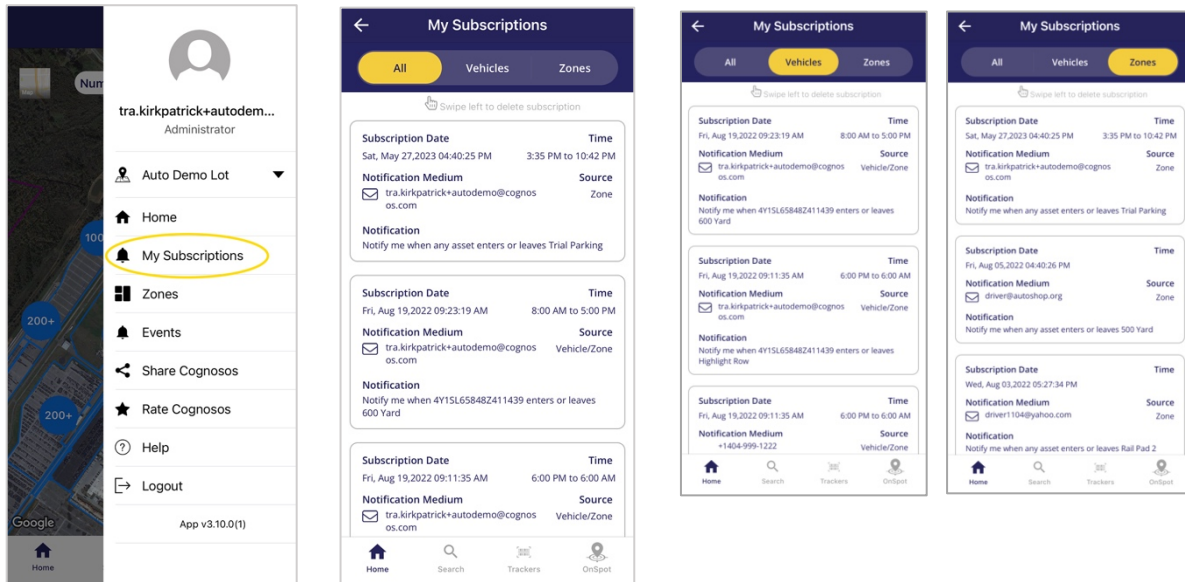 Num
100
200+
200+
Google
Home
tra.kirkpatrick+autodem...
Administrator
Auto Demo Lot
Home
My Subscriptions
Zones
Events
Share Cognosos
Rate Cognosos
Help
Logout
App v3.10.0(1)
My Subscriptions
All Vehicles Zones
Swipe left to delete subscription
Subscription Date Time
Sat, May 27,2023 04:40:25 PM 3:35 PM to 10:42 PM
Notification Medium Source
tra.kirkpatrick+autodemo@cognos Zone
os.com
Notification
Notify me when any asset enters or leaves Trial Parking
Subscription Date Time
Fri, Aug 19,2022 09:23:19 AM 8:00 AM to 5:00 PM
Notification Medium Source
tra.kirkpatrick+autodemo@cognos Vehicle/Zone
os.com
Notification
Notify me when 4Y1SL65848Z411439 enters or leaves
600 Yard
Subscription Date Time
Fri, Aug 19,2022 09:11:35 AM 6:00 PM to 6:00 AM
Notification Medium Source
tra.kirkpatrick+autodemo@cognos Vehicle/Zone
os.com
Home Search Trackers OnSpot
My Subscriptions
All Vehicles Zones
Swipe left to delete subscription
Subscription Date Time
Fri, Aug 19,2022 09:23:19 AM 8:00 AM to 5:00 PM
Notification Medium Source
tra.kirkpatrick+autodemo@cognos Vehicle/Zone
os.com
Notification
Notify me when 4Y1SL65848Z411439 enters or leaves
600 Yard
Subscription Date Time
Fri, Aug 19,2022 09:11:35 AM 6:00 PM to 6:00 AM
Notification Medium Source
tra.kirkpatrick+autodemo@cognos Vehicle/Zone
os.com
Notification
Notify me when 4Y1SL65848Z411439 enters or leaves
Highlight Row
Subscription Date Time
Fri, Aug 19,2022 09:11:35 AM 6:00 PM to 6:00 AM
Notification Medium Source
+1404-999-1222 Vehicle/Zone
Home Search Trackers OnSpot
My Subscriptions
All Vehicles Zones
Swipe left to delete subscription
Subscription Date Time
Sat, May 27,2023 04:40:25 PM 3:35 PM to 10:42 PM
Notification Medium Source
tra.kirkpatrick+autodemo@cognos Zone
os.com
Notification
Notify me when any asset enters or leaves Trial Parking
Subscription Date Time
Fri, Aug 05,2022 04:40:26 PM
Notification Medium Source
driver@autoshop.org Zone
Notification
Notify me when any asset enters or leaves 500 Yard
Subscription Date Time
Wed, Aug 03,2022 05:27:34 PM
Notification Medium Source
driver1104@yahoo.com Zone
Notification
Notify me when any asset enters or leaves Rail Pad 2
Home Search Trackers OnSpot